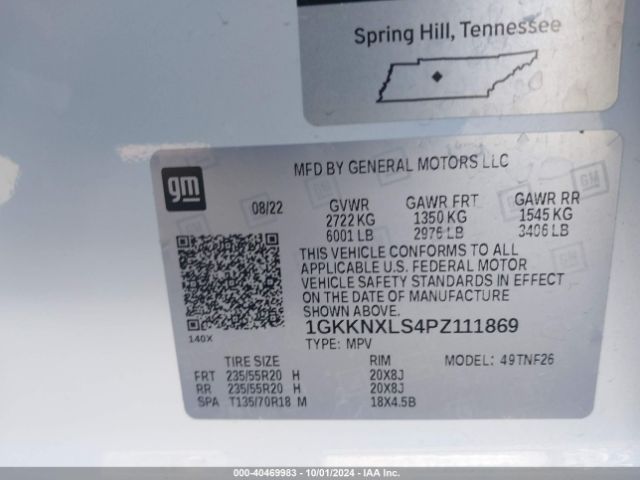 Spring Hill, Tennessee
gm
MFD BY GENERAL MOTORS LLC
08/22 GVWR GAWR FRT GAWR RR
2722 KG 1350 KG 1545 KG
6001 LB 2976 LB 3406 LB
THIS VEHICLE CONFORMS TO ALL
APPLICABLE U.S. FEDERAL MOTOR
VEHICLE SAFETY STANDARDS IN EFFECT
ON THE DATE OF MANUFACTURE
SHOWN ABOVE.
140X
1GKKNXLS4PZ111869
TYPE: MPV
TIRE SIZE RIM MODEL: 49TNF26
FRT 235/55R20 H 20X8J
RR 235/55R20 H 20X8J
SPA T135/70R18 M 18X4.5B
000-40469983 - 10/01/2024 - IAA Inc.